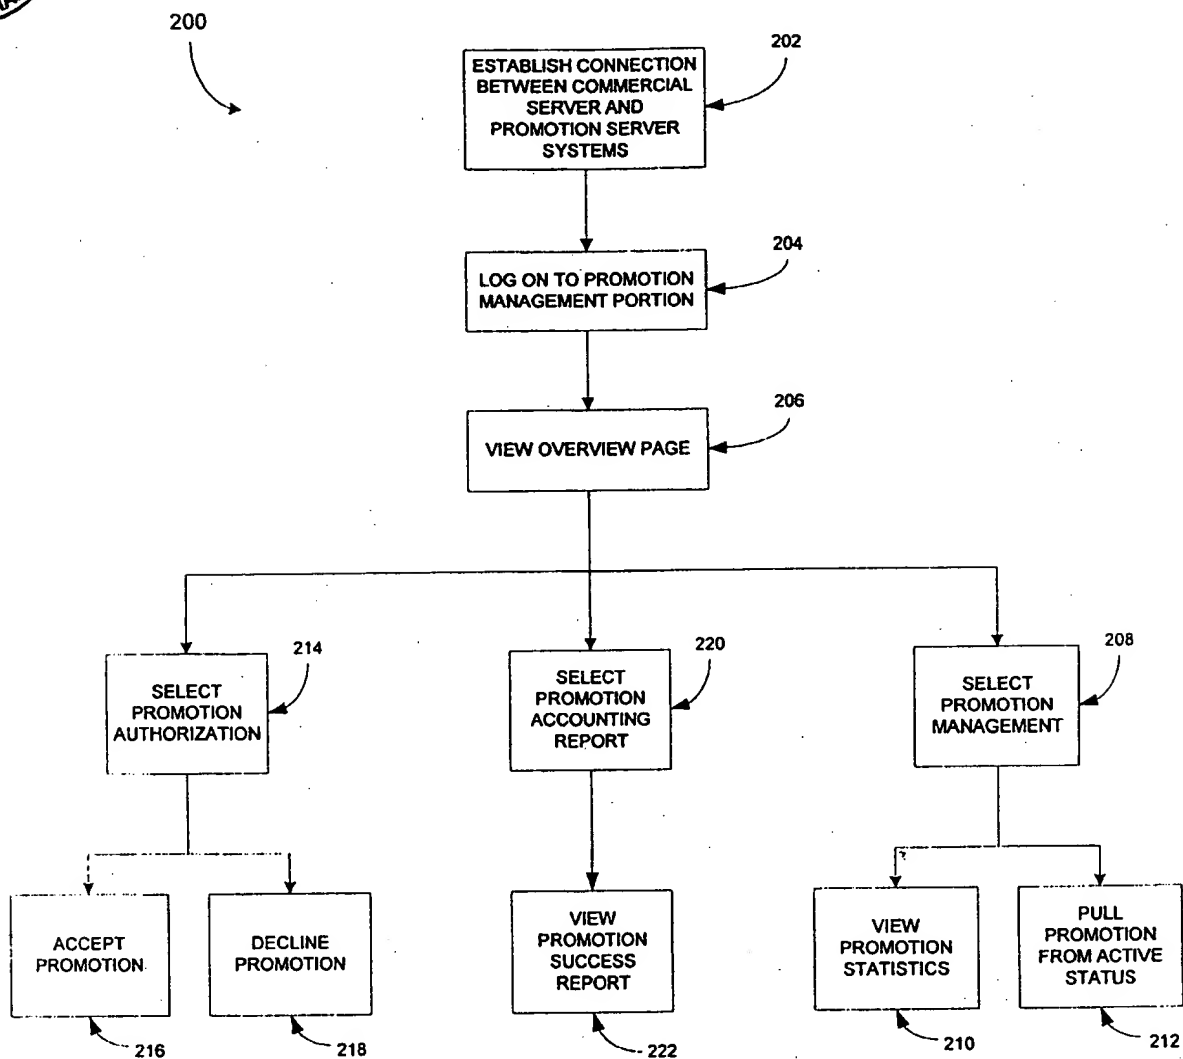 200
202
ESTABLISH CONNECTION
BETWEEN COMMERCIAL
SERVER AND
PROMOTION SERVER
SYSTEMS
204
LOG ON TO PROMOTION
MANAGEMENT PORTION
206
VIEW OVERVIEW PAGE
214
SELECT
PROMOTION
AUTHORIZATION
220
SELECT
PROMOTION
ACCOUNTING
REPORT
208
SELECT
PROMOTION
MANAGEMENT
ACCEPT
PROMOTION
216
DECLINE
PROMOTION
218
VIEW
PROMOTION
SUCCESS
REPORT
222
VIEW
PROMOTION
STATISTICS
210
PULL
PROMOTION
FROM ACTIVE
STATUS
212